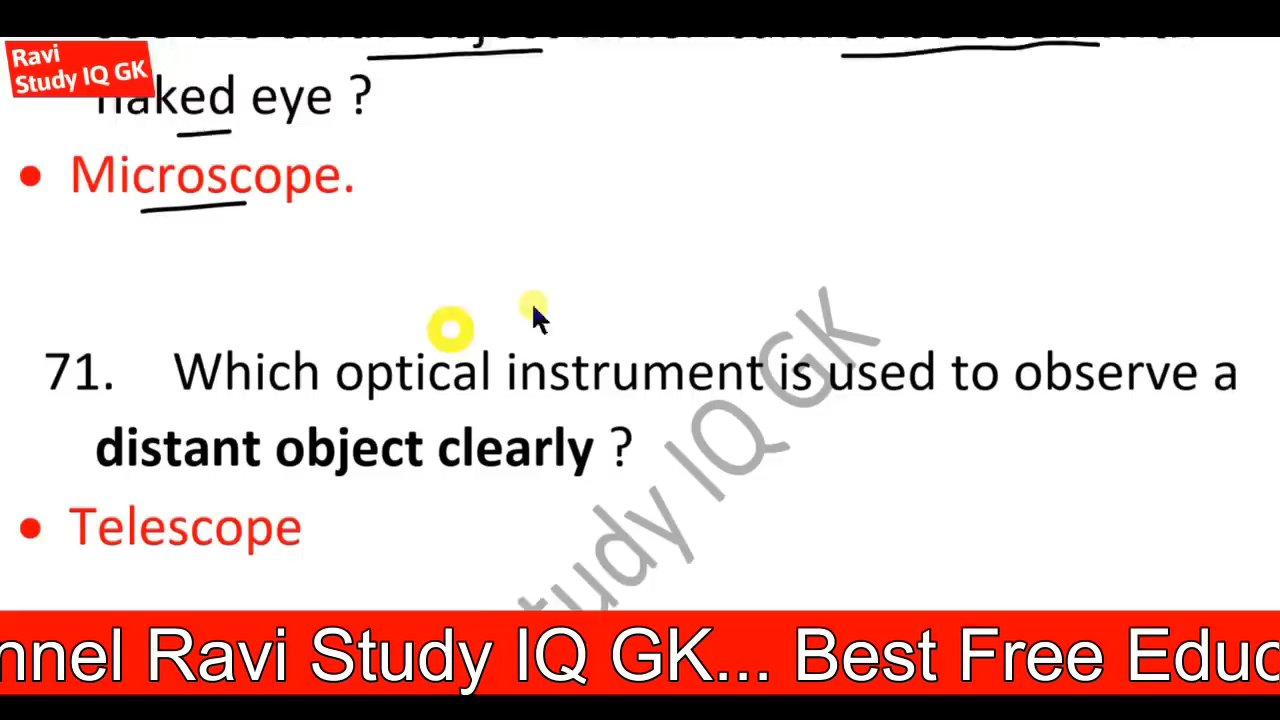 Ravi
Study IQ GK
naked eye ?
• Microscope.
71. Which optical instrument is used to observe a
distant object clearly ?
• Telescope
Study IQ GK
nnel Ravi Study IQ GK... Best Free Educ